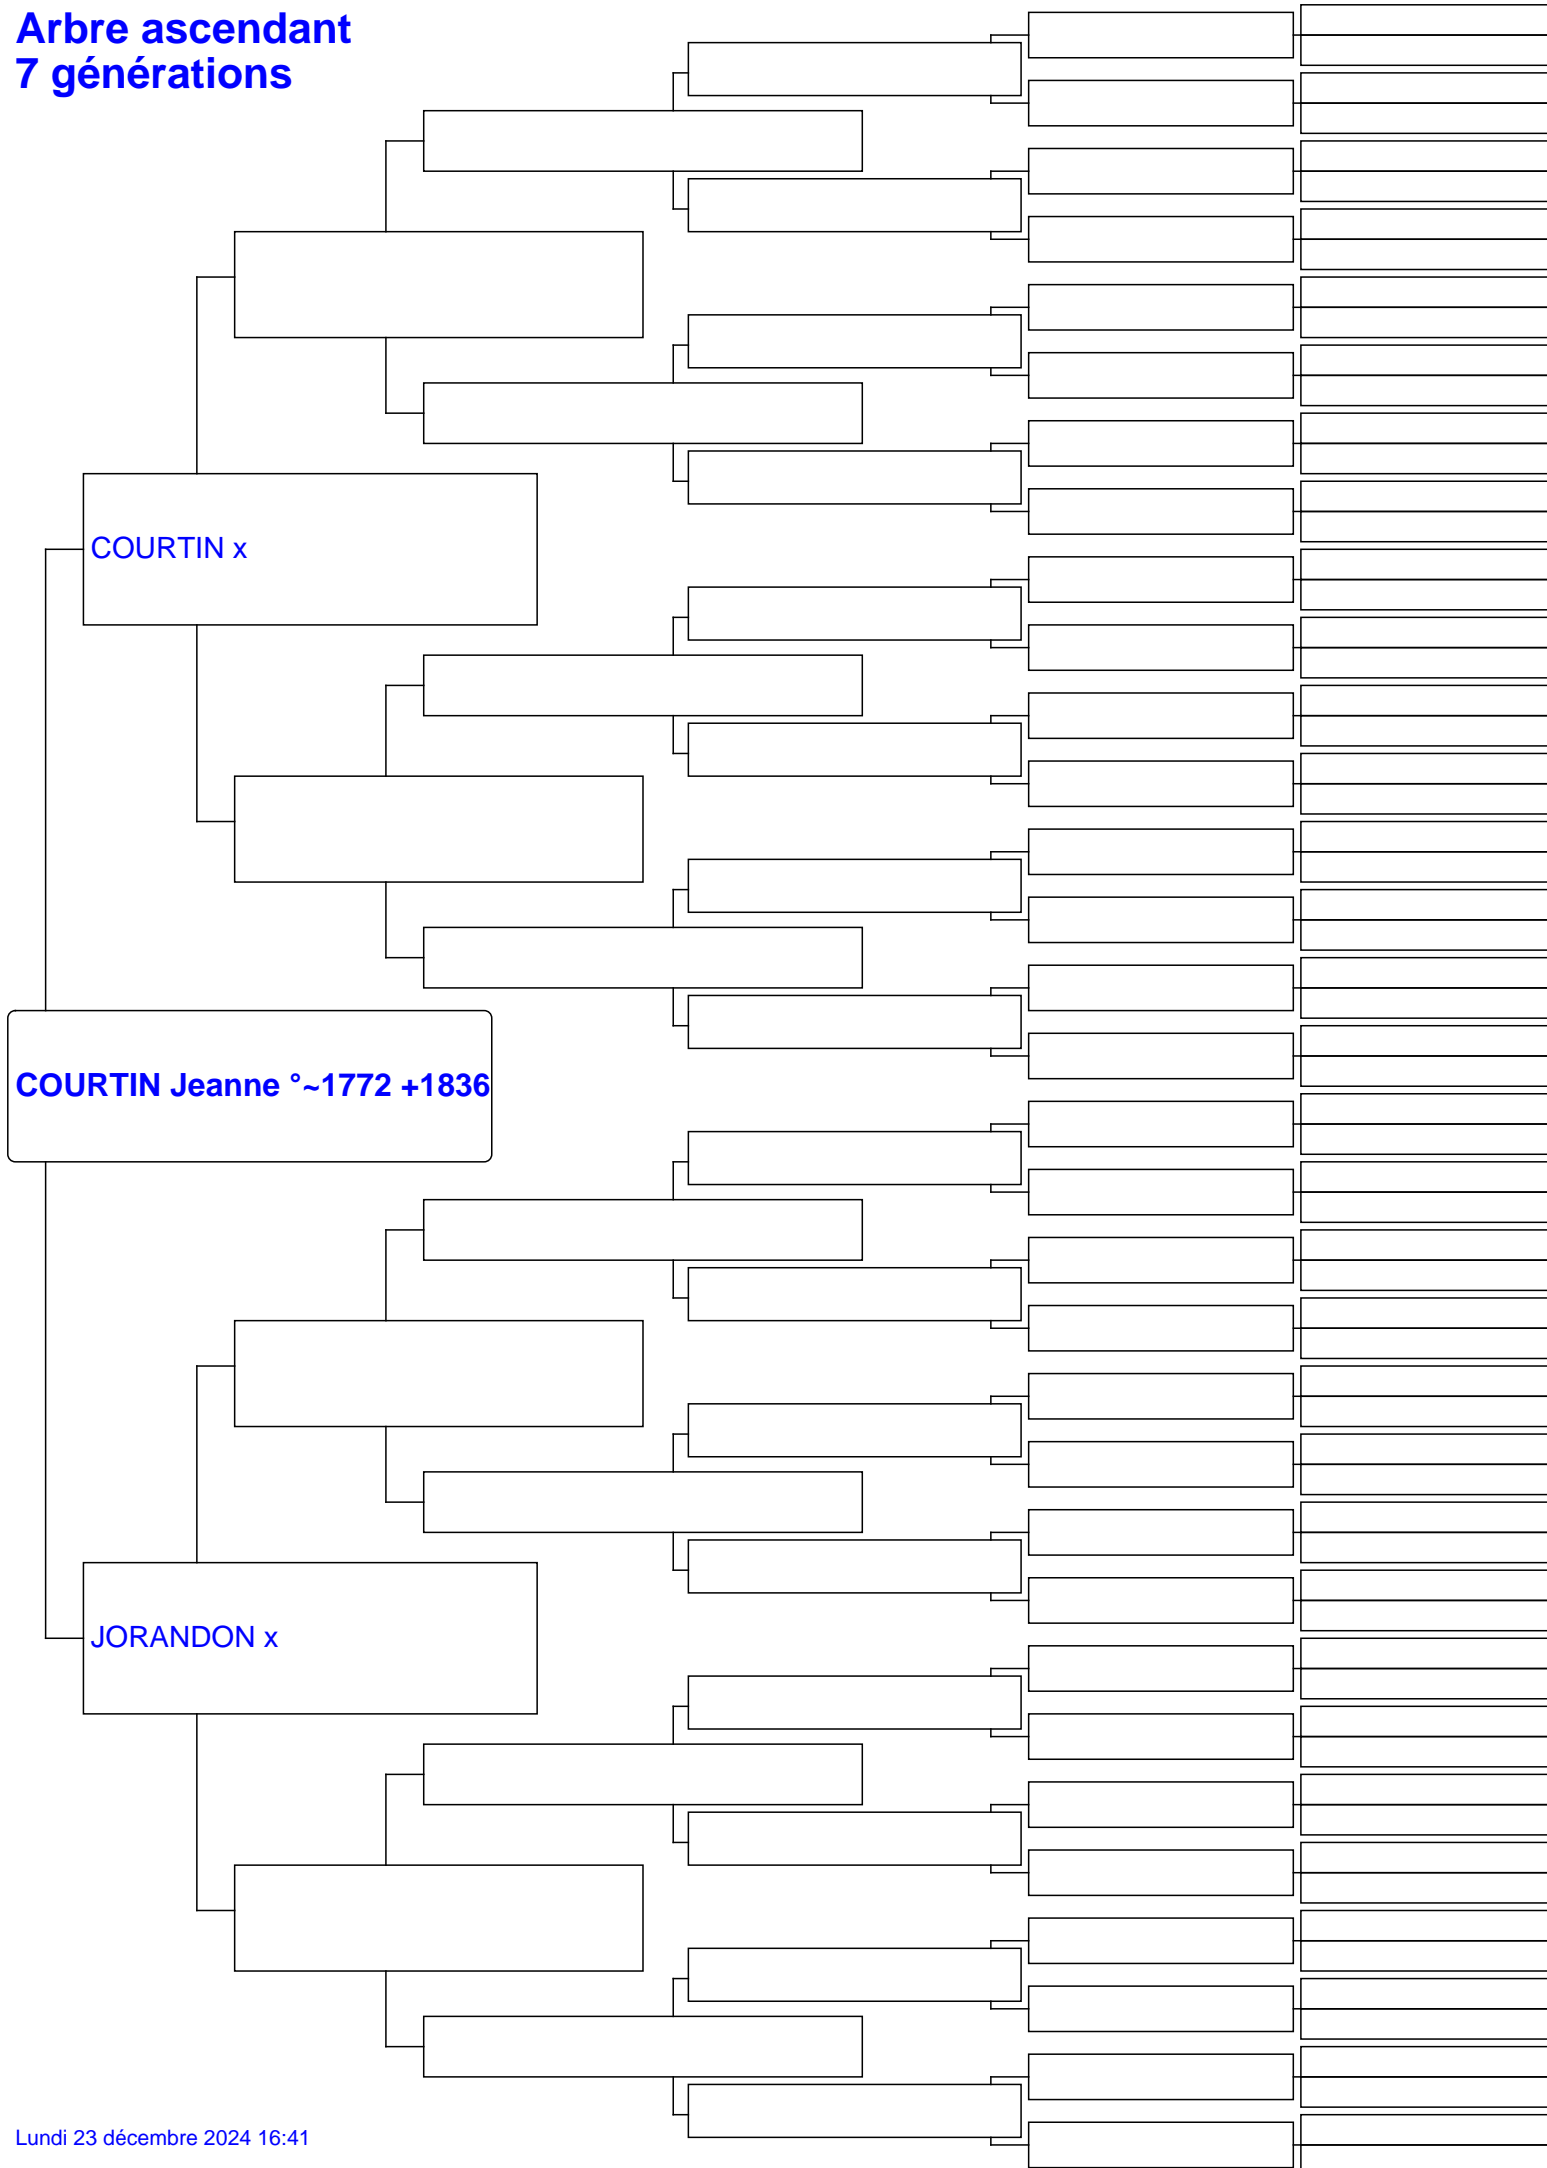 Arbre ascendant
7 générations
COURTIN x
COURTIN Jeanne °~1772 +1836
JORANDON x
Lundi 23 décembre 2024 16:41